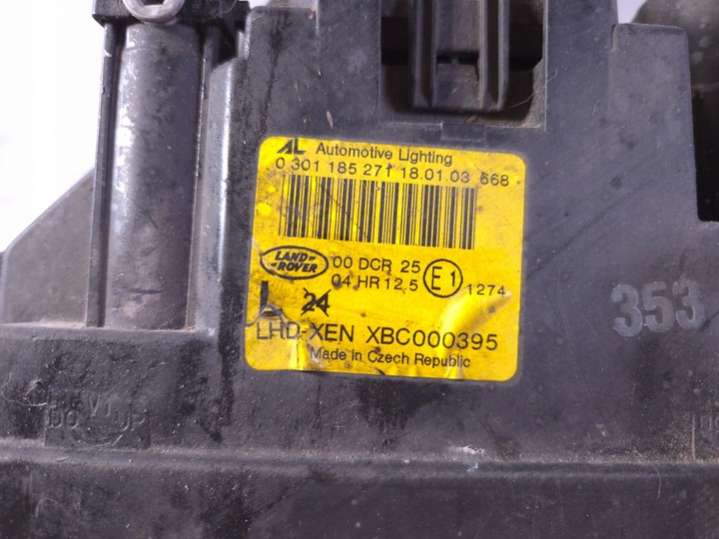 AL Automotive Lighting
0 301 185 271 18.01.03 668
LAND-
ROVER
00 DCR 25
04 HR 12.5
E1
1274
L 24
LHD-XEN XBC000395
Made in Czech Republic
353